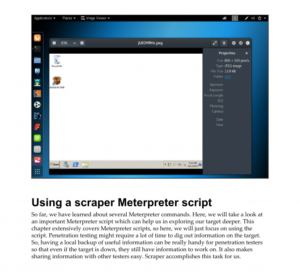 Applications ▾ Places ▾ Image Viewer ▾
Properties
Using a scraper Meterpreter script
So far, we have learned about several Meterpreter commands. Here, we will take a look at
an important Meterpreter script which can help us in exploring our target deeper. This
chapter extensively covers Meterpreter scripts, so here, we will just focus on using the
script. Penetration testing might require a lot of time to dig out information on the target.
So, having a local backup of useful information can be really handy for penetration testers
so that even if the target is down, they still have information to work on. It also makes
sharing information with other testers easy. Scraper accomplishes this task for us.